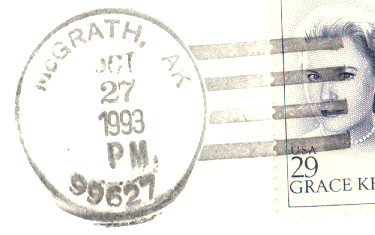 McGRATH, AK
OCT
27
1993
PM
99627
USA
29
GRACE KE